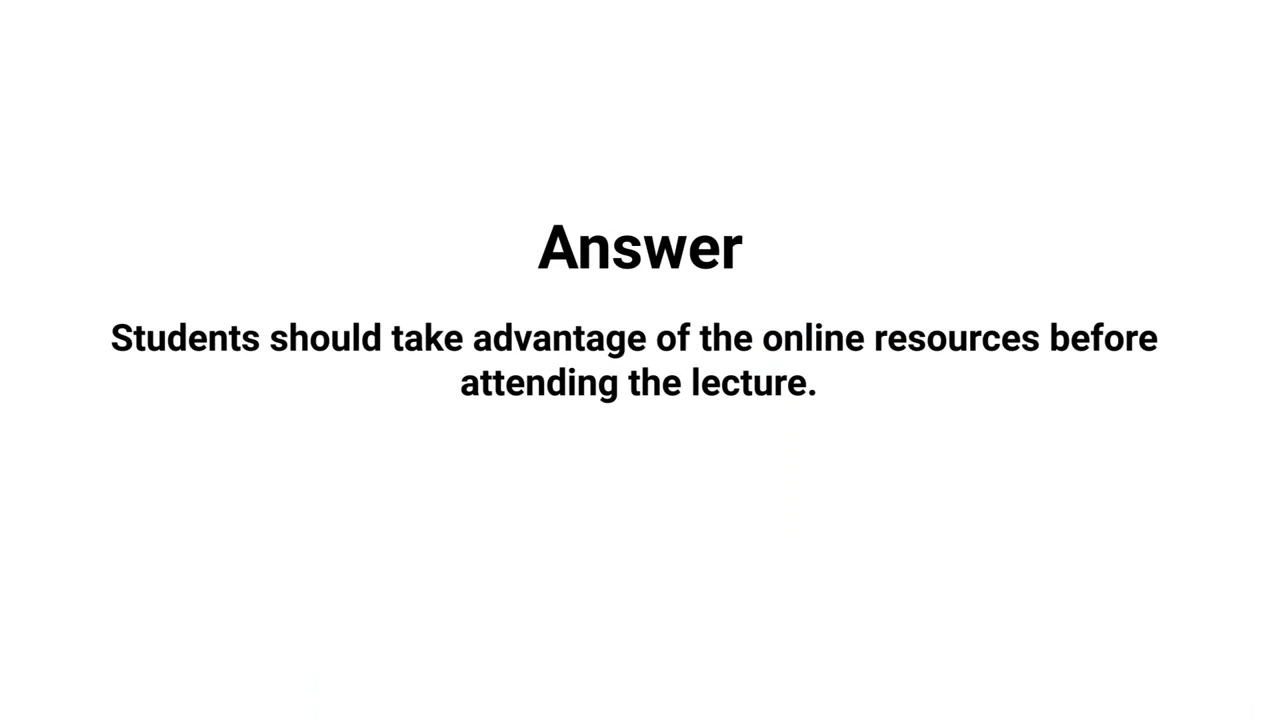 Answer
Students should take advantage of the online resources before
attending the lecture.